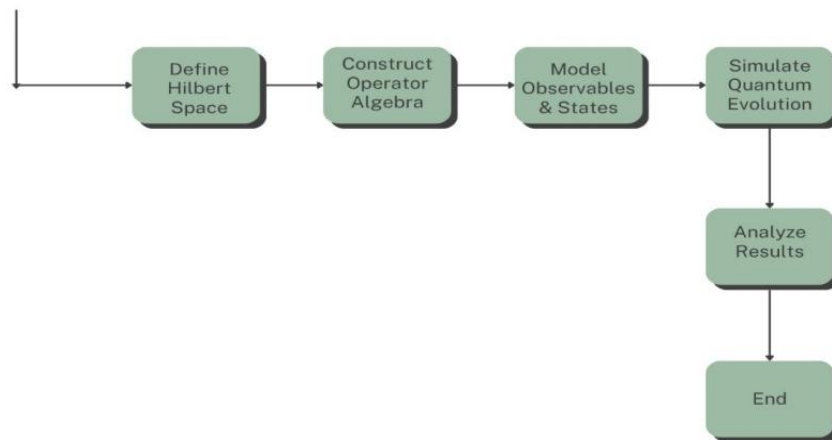 Define
Hilbert
Space
Construct
Operator
Algebra
Model
Observables
& States
Simulate
Quantum
Evolution
Analyze
Results
End